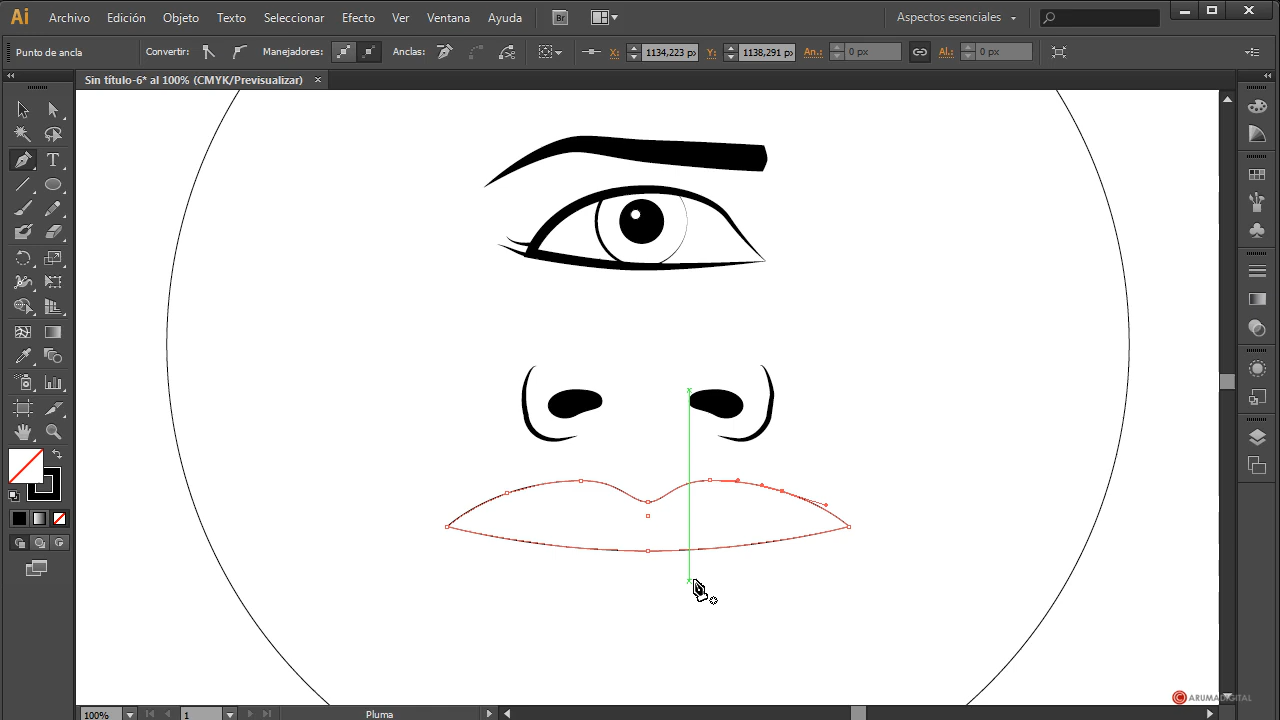 Ai Archivo Edición Objeto Texto Seleccionar Efecto Ver Ventana Ayuda Br Aspectos esenciales
Punto de ancla Convertir: Manejadores: Anclas: X: 1134,223 px Y: 1138,291 px An.: 0 px Al.: 0 px
Sin título-6* al 100% (CMYK/Previsualizar) ×
T
ARUMADIGITAL
100% 1 Pluma